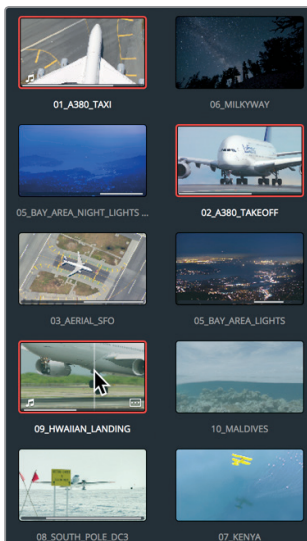 01_A380_TAXI
06_MILKYWAY
05_BAY_AREA_NIGHT_LIGHTS ...
02_A380_TAKEOFF
03_AERIAL_SFO
05_BAY_AREA_LIGHTS
09_HWAIIAN_LANDING
10_MALDIVES
08_SOUTH_POLE_DC3
07_KENYA